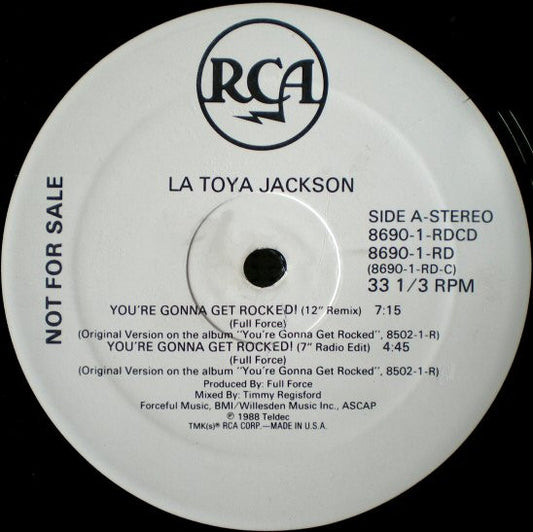 RCA
LA TOYA JACKSON
NOT FOR SALE
SIDE A-STEREO
8690-1-RDCD
8690-1-RD
(8690-1-RD-C)
33 1/3 RPM
YOU'RE GONNA GET ROCKED! (12" Remix) 7:15
(Full Force)
(Original Version on the album "You're Gonna Get Rocked", 8502-1-R)
YOU'RE GONNA GET ROCKED! (7" Radio Edit) 4:45
(Full Force)
(Original Version on the album "You're Gonna Get Rocked", 8502-1-R)
Produced By: Full Force
Mixed By: Timmy Regisford
Forceful Music, BMI/Willesden Music Inc., ASCAP
℗ 1988 Teldec
TMK(s)® RCA CORP.—MADE IN U.S.A.